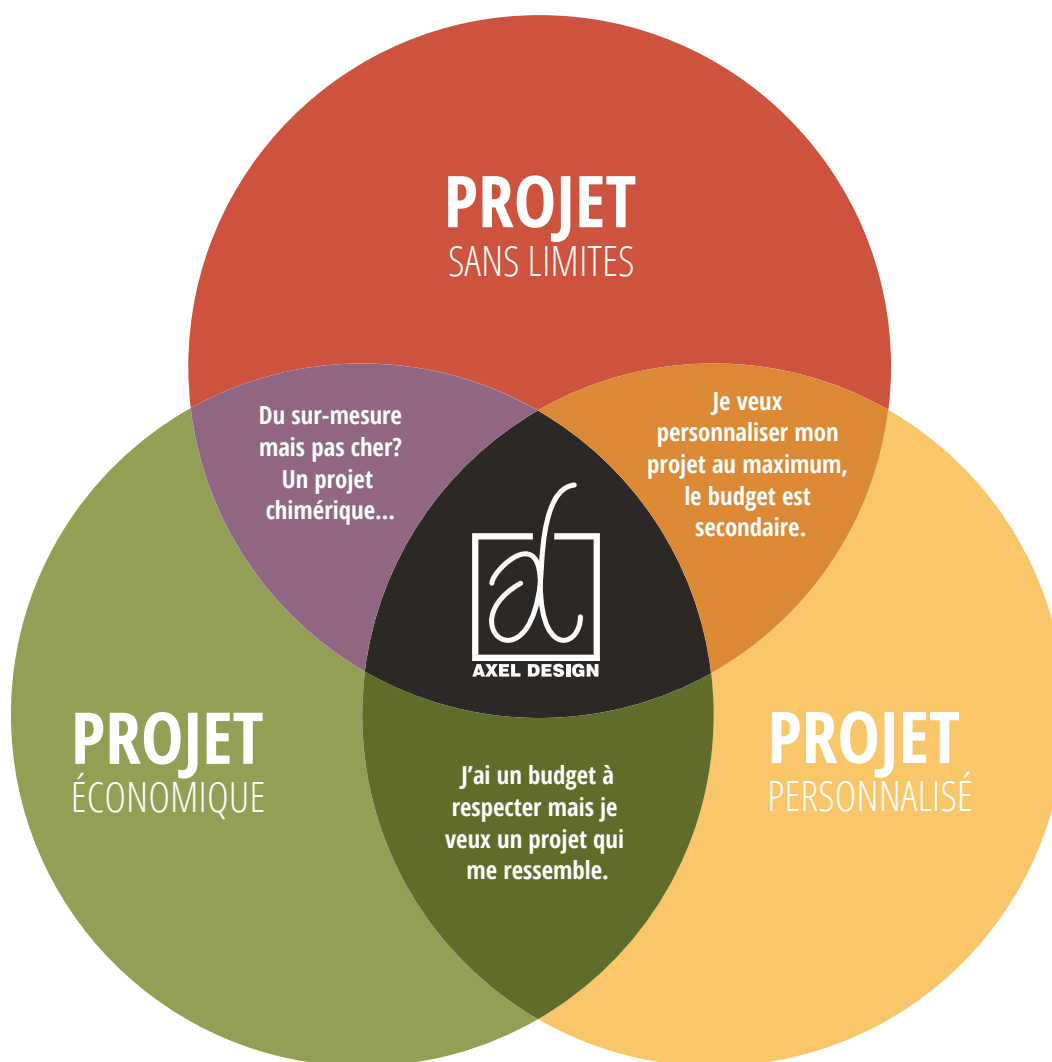 PROJET
SANS LIMITES
Du sur-mesure
mais pas cher?
Un projet
chimérique...
Je veux
personnaliser mon
projet au maximum,
le budget est
secondaire.
ad
AXEL DESIGN
PROJET
ÉCONOMIQUE
PROJET
PERSONNALISÉ
J'ai un budget à
respecter mais je
veux un projet qui
me ressemble.